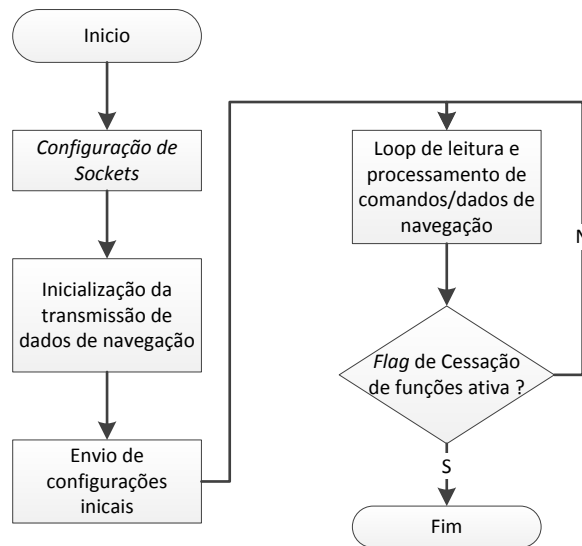 Inicio
Configuração de
Sockets
Inicialização da
transmissão de
dados de navegação
Envio de
configurações
inicais
Loop de leitura e
processamento de
comandos/dados de
navegação
N
Flag de Cessação
de funções ativa ?
S
Fim